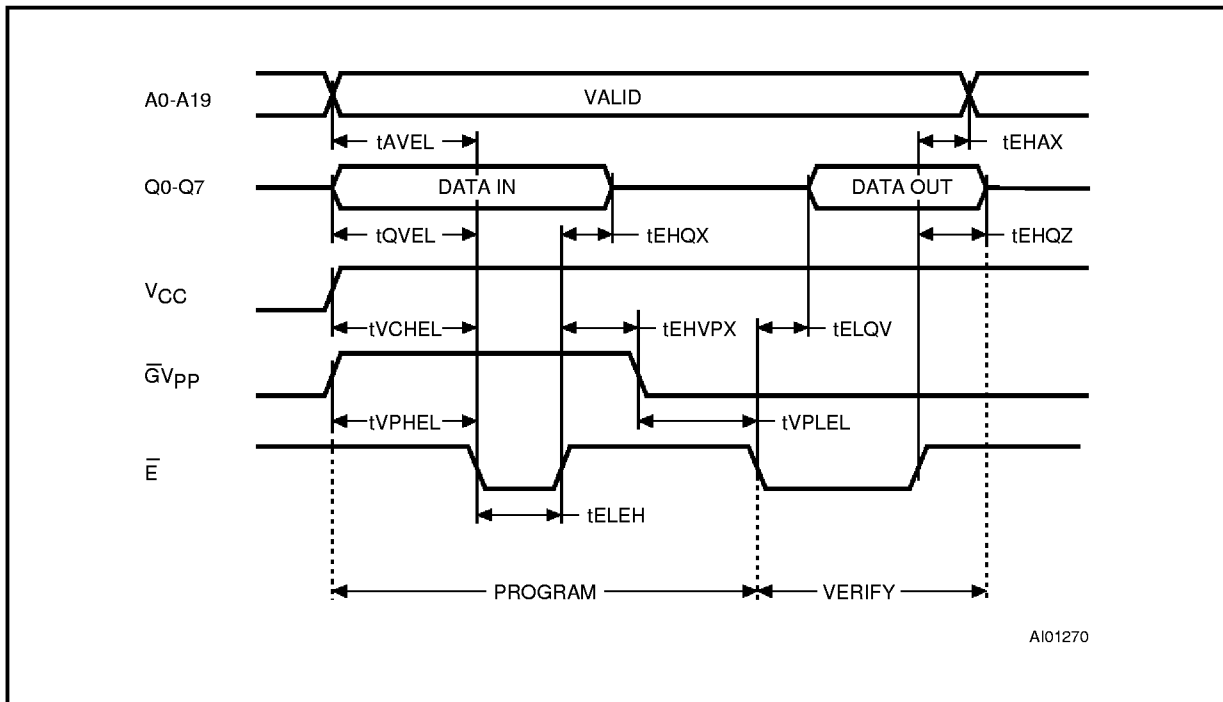 A0-A19
VALID
tAVEL
tEHAX
Q0-Q7
DATA IN
DATA OUT
tQVEL
tEHQX
tEHQZ
VCC
tVCHEL
tEHVPX
tELQV
G̅VPP
tVPHEL
tVPLEL
E̅
tELEH
PROGRAM
VERIFY
AI01270